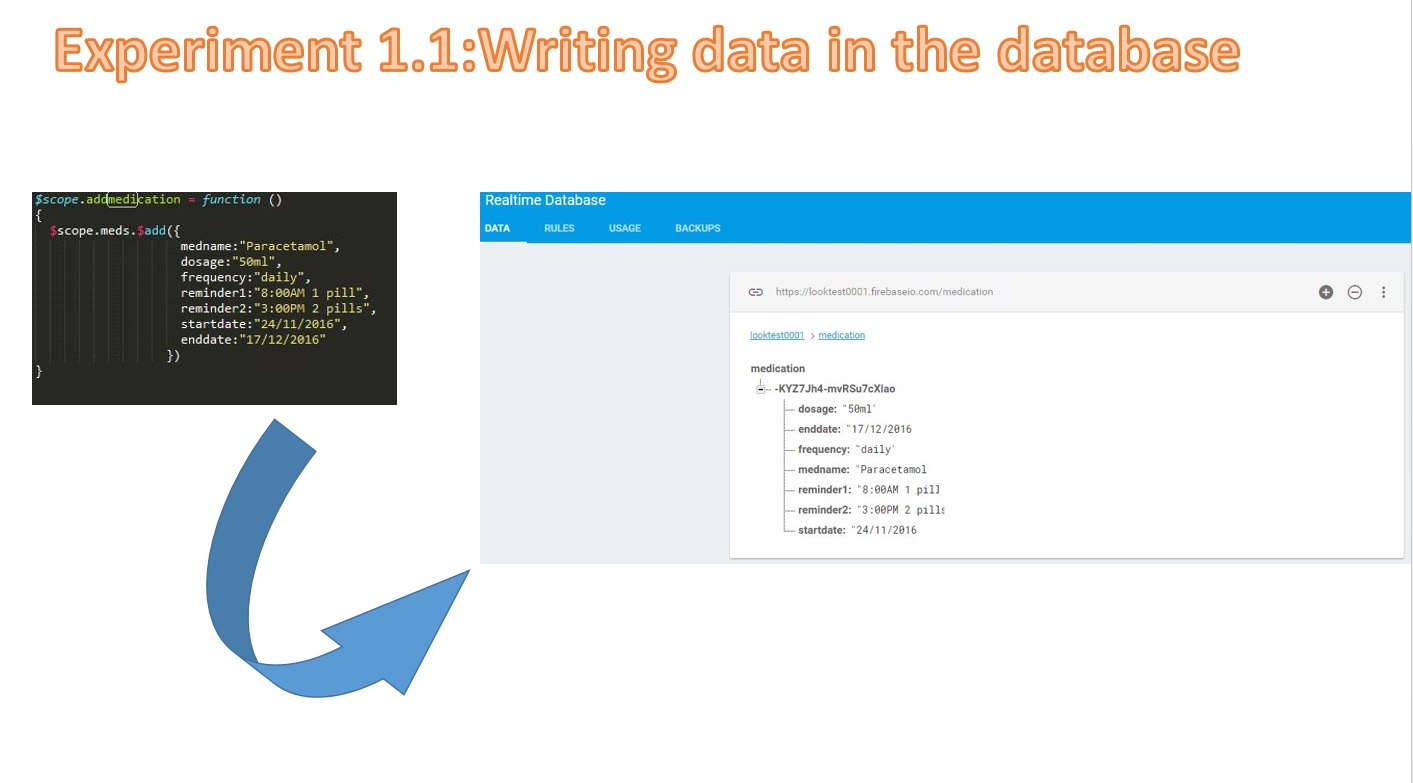 Experiment 1.1:Writing data in the database
$scope.addmedication = function ()
{
$scope.meds.$add({
medname:"Paracetamol",
dosage:"50ml",
frequency:"daily",
reminder1:"8:00AM 1 pill",
reminder2:"3:00PM 2 pills",
startdate:"24/11/2016",
enddate:"17/12/2016"
})
}
Realtime Database
DATA RULES USAGE BACKUPS
https://looktest0001.firebaseio.com/medication
looktest0001 > medication
medication
-KYZ7Jh4-mvRSu7cXlao
dosage: "50ml"
enddate: "17/12/2016
frequency: "daily"
medname: "Paracetamol
reminder1: "8:00AM 1 pill
reminder2: "3:00PM 2 pills
startdate: "24/11/2016